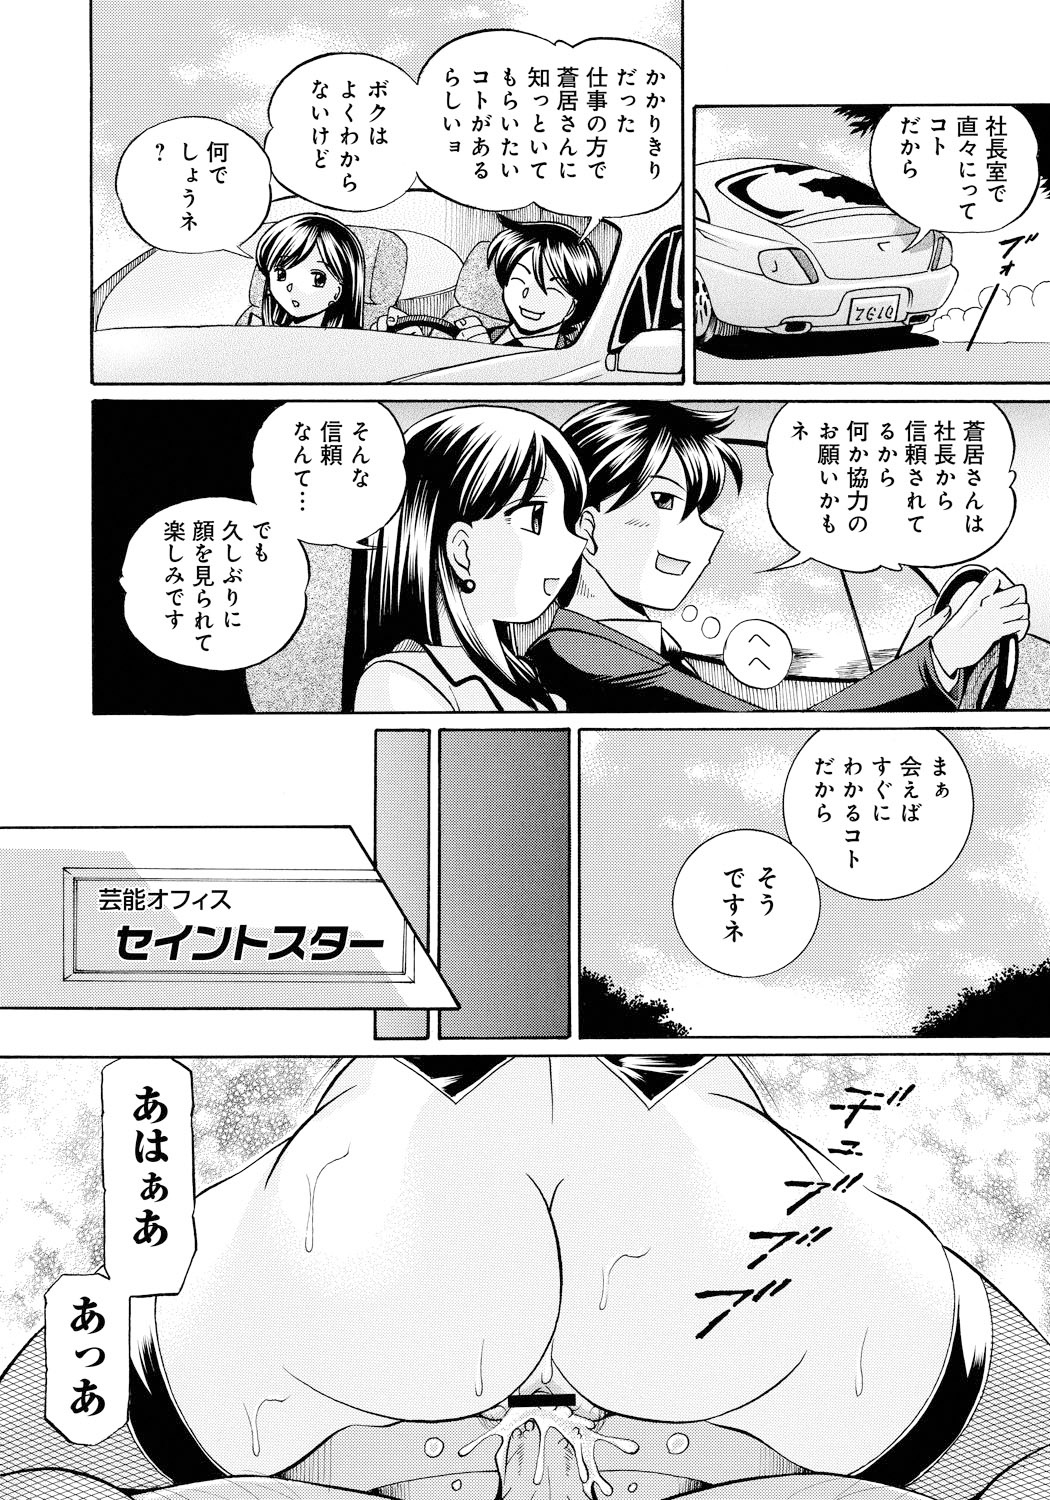 社長室で
直々にって
コト
だから
ブォ
かかりきり
だった
仕事の方で
蒼居さんに
知っといて
もらいたい
コトがある
らしいョ
ボクは
よくわから
ないけど
何で
しょうネ
?
蒼居さんは
社長から
信頼されて
るから
何か協力の
お願いかも
ネ
へへ
そんな
信頼
なんて…
でも
久しぶりに
顔を見られて
楽しみです
まぁ
会えば
すぐに
わかるコト
だから
そう
ですネ
芸能オフィス
セイントスター
あはぁあ
あっあ
ヂュブブッ!!